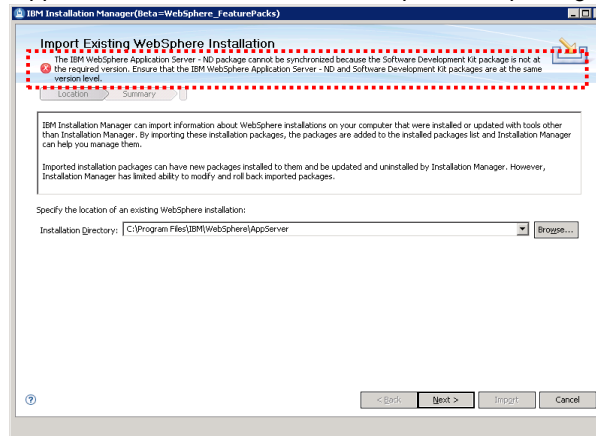 IBM Installation Manager(Beta=WebSphere_FeaturePacks)
Import Existing WebSphere Installation
The IBM WebSphere Application Server - ND package cannot be synchronized because the Software Development Kit package is not at
the required version. Ensure that the IBM WebSphere Application Server - ND and Software Development Kit packages are at the same
version level.
Location Summary
IBM Installation Manager can import information about WebSphere installations on your computer that were installed or updated with tools other
than Installation Manager. By importing these installation packages, the packages are added to the installed packages list and Installation Manager
can help you manage them.
Imported installation packages can have new packages installed to them and be updated and uninstalled by Installation Manager. However,
Installation Manager has limited ability to modify and roll back imported packages.
Specify the location of an existing WebSphere installation:
Installation Directory: C:\Program Files\IBM\WebSphere\AppServer Browse...
? < Back Next > Import Cancel